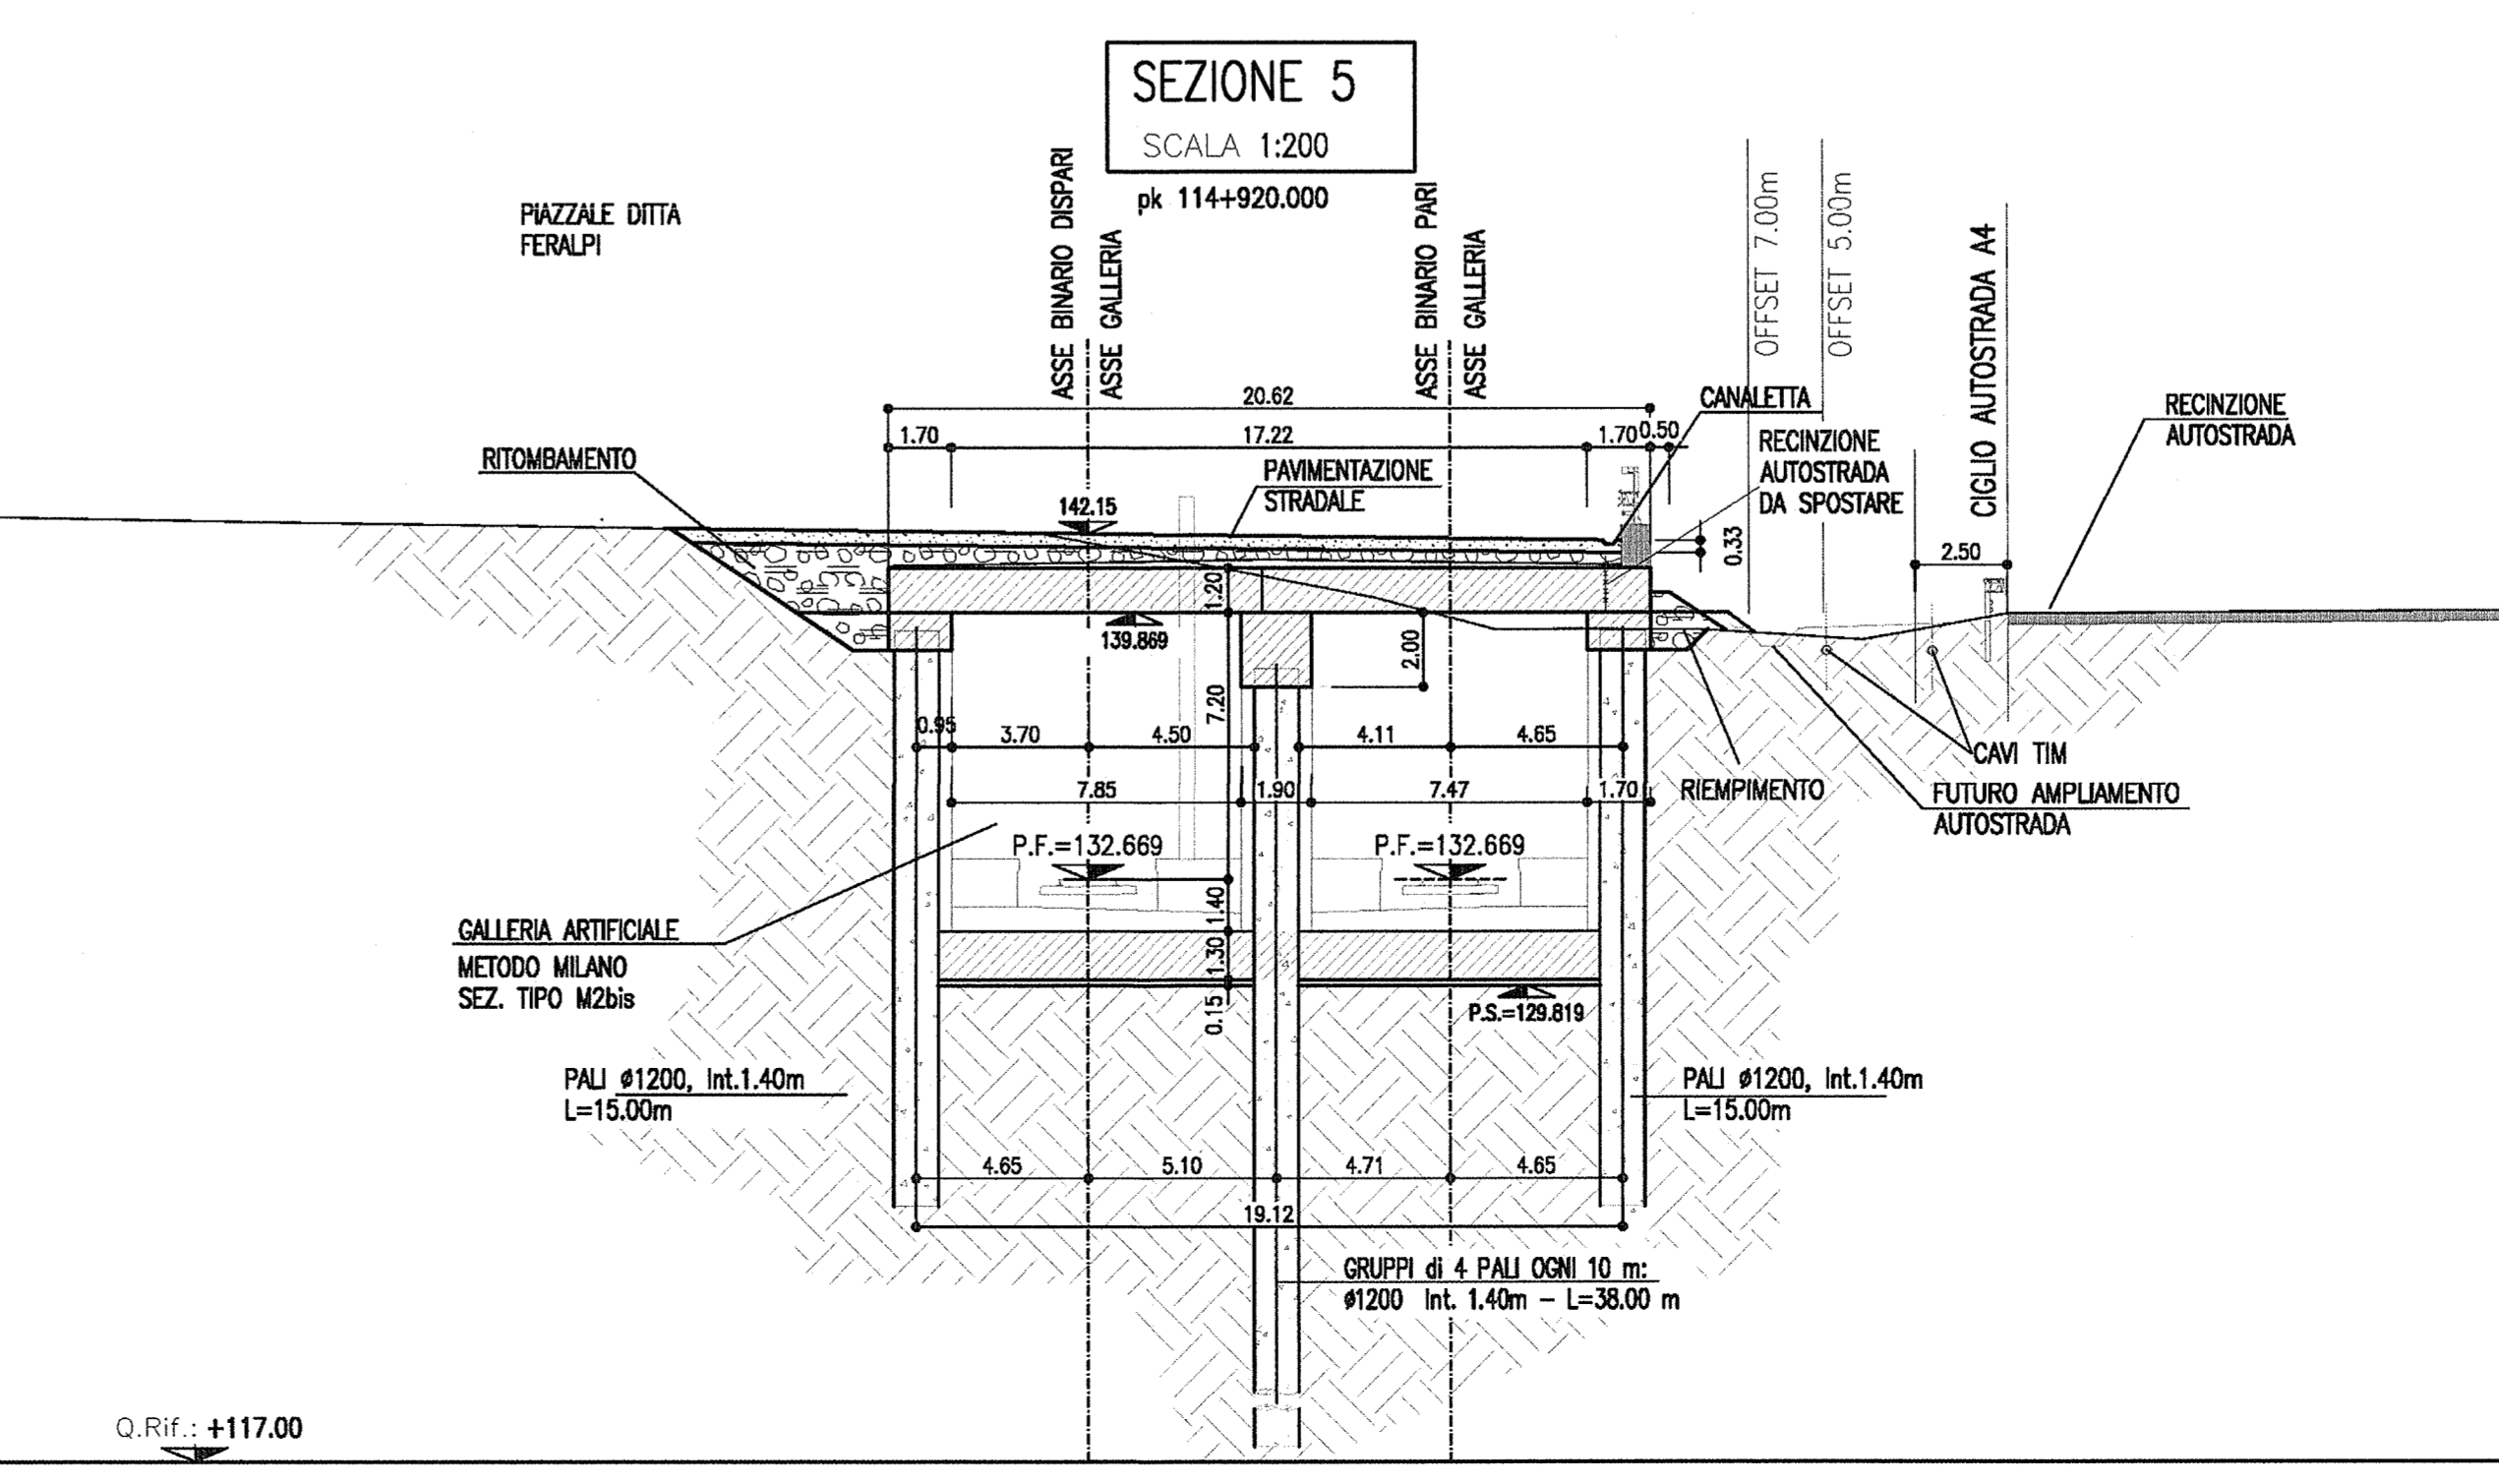 SEZIONE 5
SCALA 1:200
pk 114+920.000
PIAZZALE DITTA
FERALPI
ASSE BINARIO DISPARI
ASSE GALLERIA
ASSE BINARIO PARI
ASSE GALLERIA
OFFSET 7.00m
OFFSET 5.00m
CIGLIO AUTOSTRADA A4
20.62
CANALETTA
RECINZIONE
AUTOSTRADA
1.70
17.22
1.70
0.50
RECINZIONE
AUTOSTRADA
DA SPOSTARE
RITOMBAMENTO
PAVIMENTAZIONE
STRADALE
142.15
0.33
2.50
1.20
139.869
2.00
7.20
0.95
3.70
4.50
4.11
4.65
CAVI TIM
7.85
1.90
7.47
1.70
RIEMPIMENTO
FUTURO AMPLIAMENTO
AUTOSTRADA
P.F.=132.669
P.F.=132.669
1.40
GALLERIA ARTIFICIALE
METODO MILANO
SEZ. TIPO M2bis
1.30
0.15
P.S.=129.819
PALI ø1200, Int.1.40m
L=15.00m
PALI ø1200, Int.1.40m
L=15.00m
4.65
5.10
4.71
4.65
19.12
GRUPPI di 4 PALI OGNI 10 m:
ø1200 Int. 1.40m – L=38.00 m
Q.Rif.: +117.00